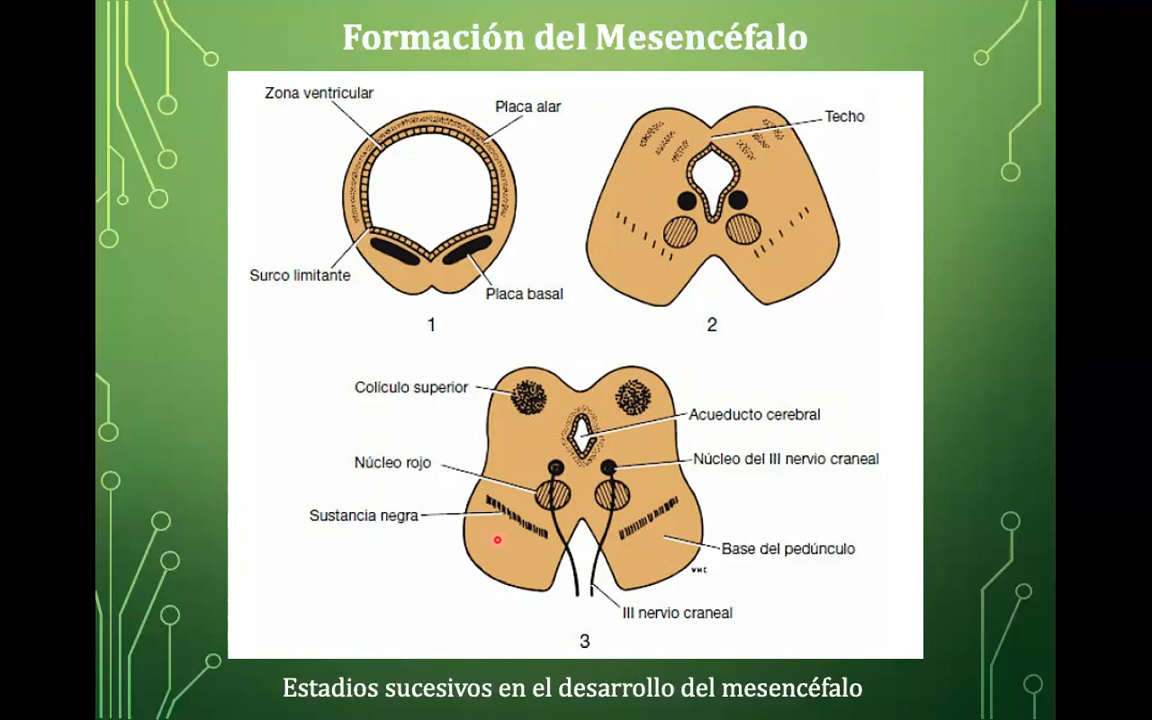 Formación del Mesencéfalo
Zona ventricular
Placa alar
Techo
Surco limitante
Placa basal
1
2
Colículo superior
Acueducto cerebral
Núcleo rojo
Núcleo del III nervio craneal
Sustancia negra
Base del pedúnculo
VHC
III nervio craneal
3
Estadios sucesivos en el desarrollo del mesencéfalo